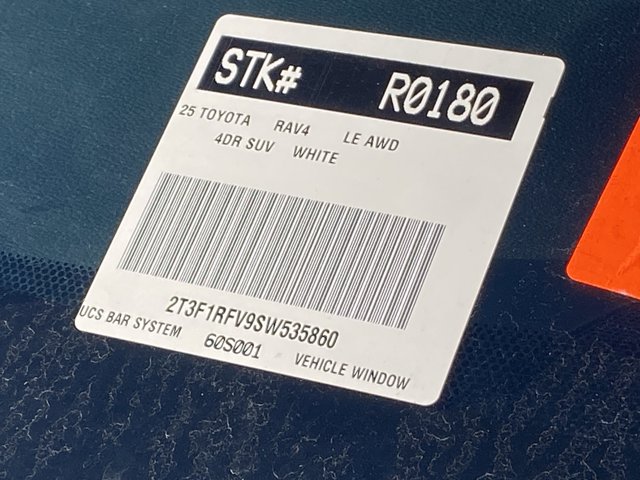 STK# R0180
25 TOYOTA RAV4 LE AWD
4DR SUV WHITE
2T3F1RFV9SW535860
UCS BAR SYSTEM 60S001 VEHICLE WINDOW